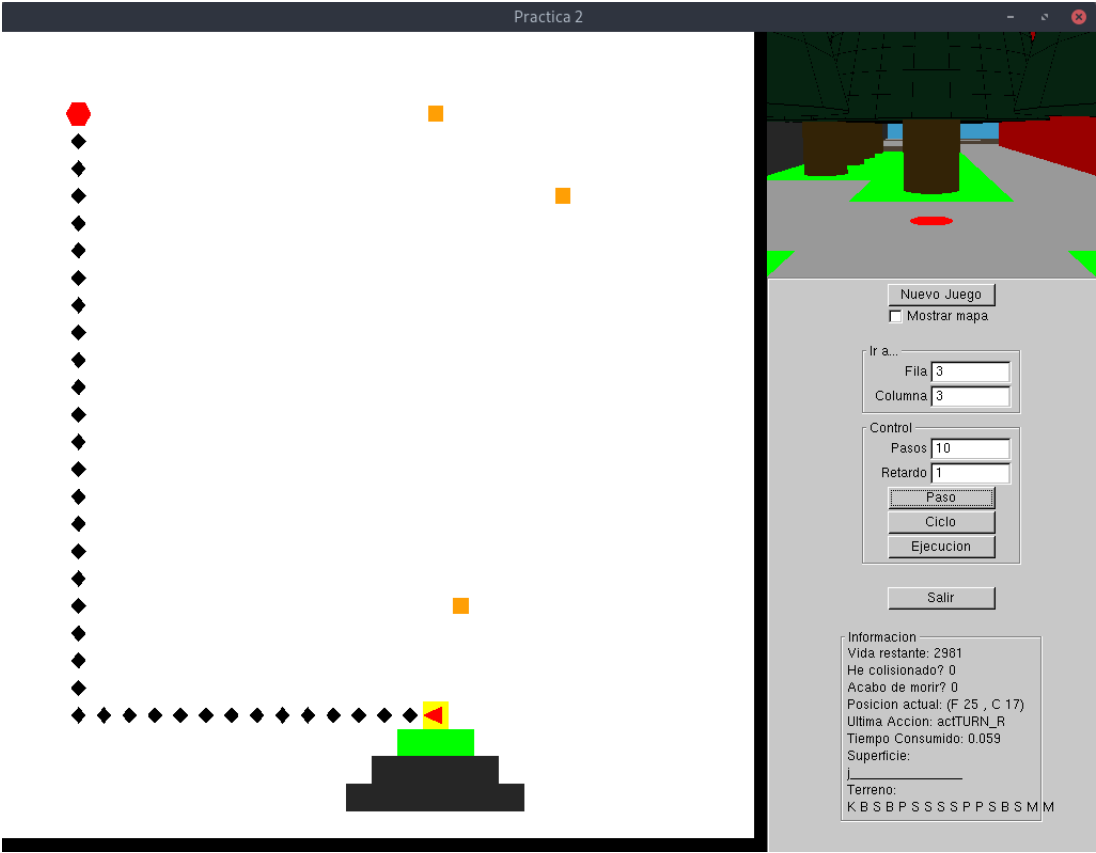 Practica 2
Nuevo Juego
Mostrar mapa
Ir a...
Fila 3
Columna 3
Control
Pasos 10
Retardo 1
Paso
Ciclo
Ejecucion
Salir
Informacion
Vida restante: 2981
He colisionado? 0
Acabo de morir? 0
Posicion actual: (F 25 , C 17)
Ultima Accion: actTURN_R
Tiempo Consumido: 0.059
Superficie:
j_______________
Terreno:
K B S B P S S S S P P S B S M M